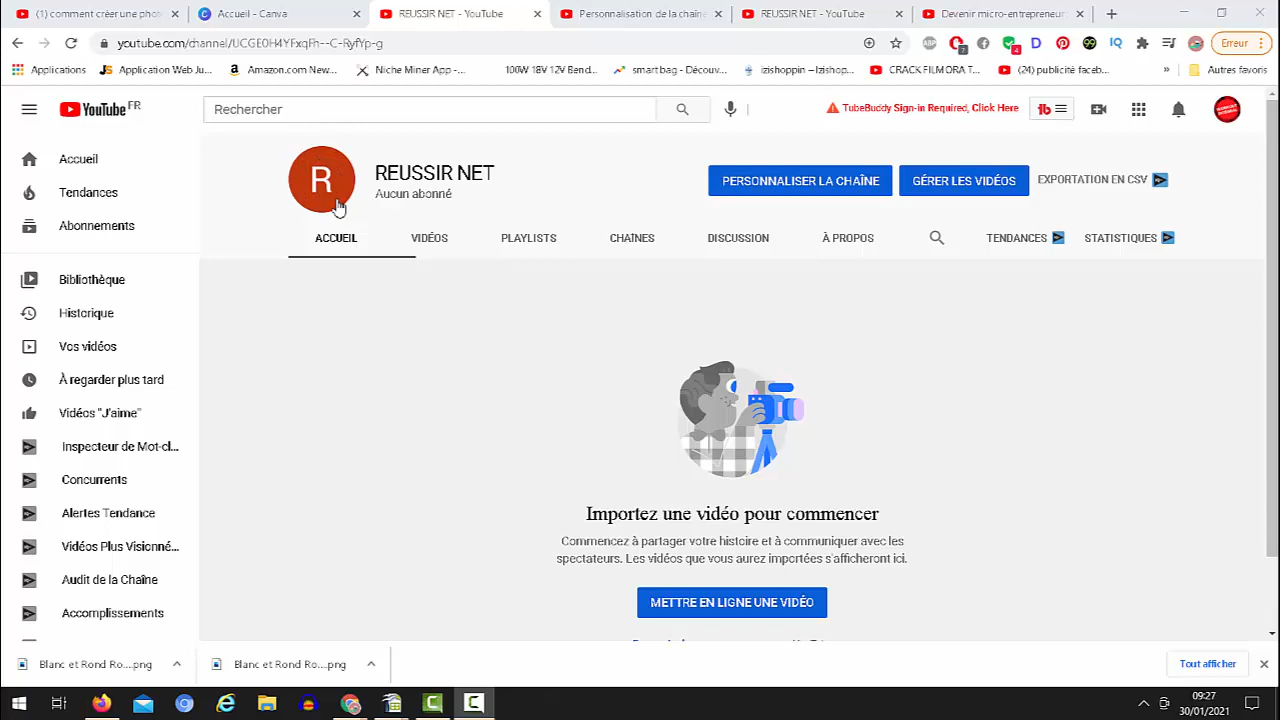 (1) comment créer une photo
Accueil - Canva
REUSSIR NET - YouTube
Personnalisation de la chaîne
REUSSIR NET - YouTube
Devenir micro-entrepreneur
youtube.com/channel/UCGE0H4YFxqFh--C-RyfYp-g
Erreur
Applications
Application Web Ju...
Amazon.com New...
Niche Miner App -...
100W 18V 12V Bend...
smart bag - Découv...
izishoppin – Izishop...
CRACK FILMORA T...
(24) publicité faceb...
»
Autres favoris
YouTube FR
Rechercher
TubeBuddy Sign-in Required, Click Here
tb
Accueil
Tendances
Abonnements
Bibliothèque
Historique
Vos vidéos
À regarder plus tard
Vidéos "J'aime"
Inspecteur de Mot-cl...
Concurrents
Alertes Tendance
Vidéos Plus Visionné...
Audit de la Chaîne
Accomplissements
R
REUSSIR NET
Aucun abonné
PERSONNALISER LA CHAÎNE
GÉRER LES VIDÉOS
EXPORTATION EN CSV
ACCUEIL
VIDÉOS
PLAYLISTS
CHAÎNES
DISCUSSION
À PROPOS
TENDANCES
STATISTIQUES
Importez une vidéo pour commencer
Commencez à partager votre histoire et à communiquer avec les
spectateurs. Les vidéos que vous aurez importées s'afficheront ici.
METTRE EN LIGNE UNE VIDÉO
Blanc et Rond Ro....png
Blanc et Rond Ro....png
Tout afficher
09:27
30/01/2021